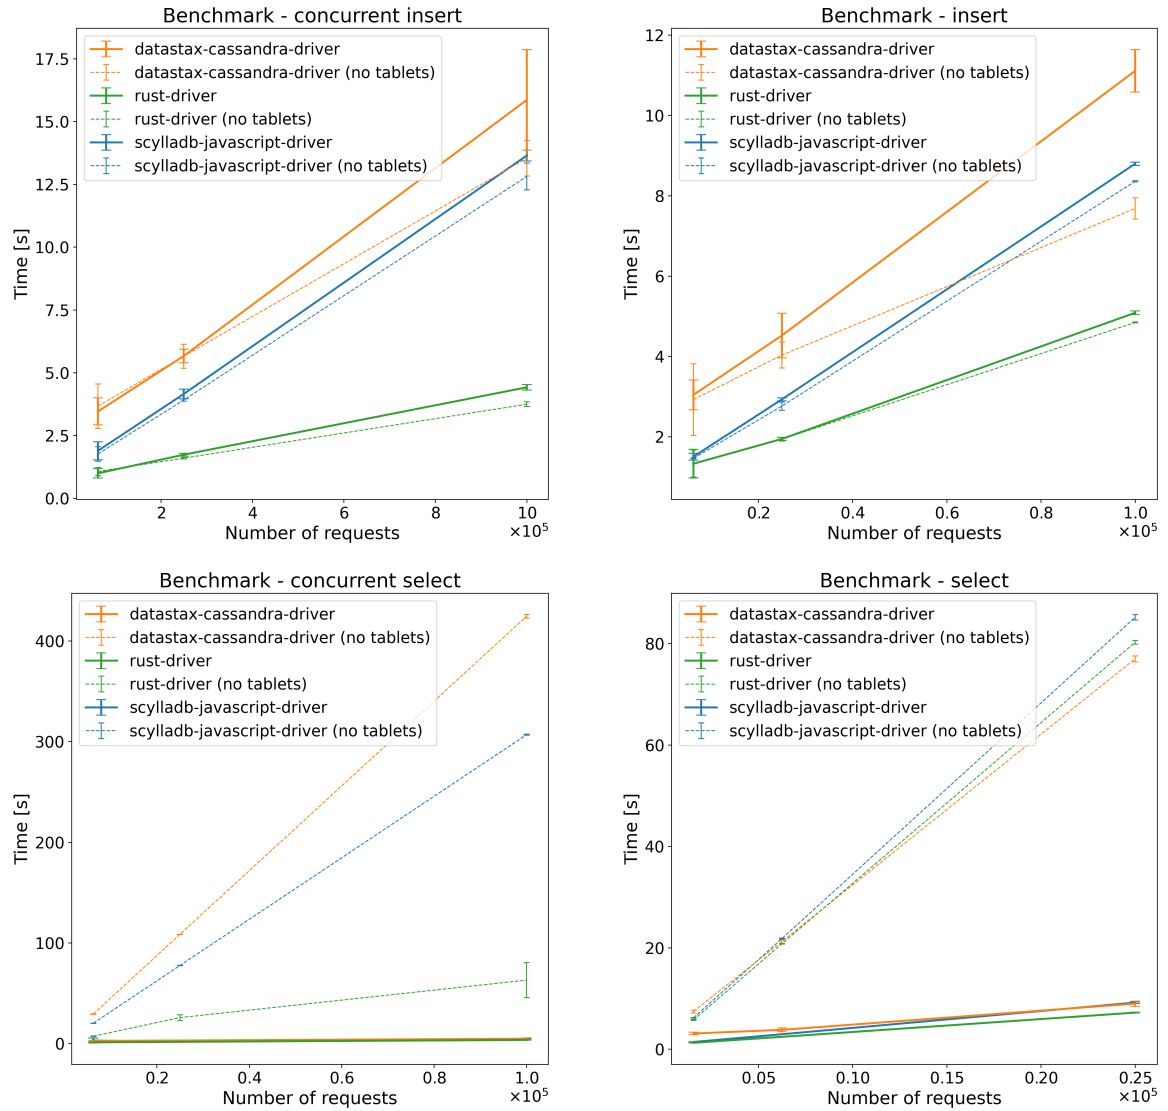 Benchmark - concurrent insert
datastax-cassandra-driver
datastax-cassandra-driver (no tablets)
rust-driver
rust-driver (no tablets)
scylladb-javascript-driver
scylladb-javascript-driver (no tablets)
17.5
15.0
12.5
10.0
7.5
5.0
2.5
0.0
Time [s]
2 4 6 8 10
×10⁵
Number of requests
Benchmark - insert
datastax-cassandra-driver
datastax-cassandra-driver (no tablets)
rust-driver
rust-driver (no tablets)
scylladb-javascript-driver
scylladb-javascript-driver (no tablets)
12
10
8
6
4
2
Time [s]
0.2 0.4 0.6 0.8 1.0
×10⁵
Number of requests
Benchmark - concurrent select
datastax-cassandra-driver
datastax-cassandra-driver (no tablets)
rust-driver
rust-driver (no tablets)
scylladb-javascript-driver
scylladb-javascript-driver (no tablets)
400
300
200
100
0
Time [s]
0.2 0.4 0.6 0.8 1.0
×10⁵
Number of requests
Benchmark - select
datastax-cassandra-driver
datastax-cassandra-driver (no tablets)
rust-driver
rust-driver (no tablets)
scylladb-javascript-driver
scylladb-javascript-driver (no tablets)
80
60
40
20
0
Time [s]
0.05 0.10 0.15 0.20 0.25
×10⁵
Number of requests